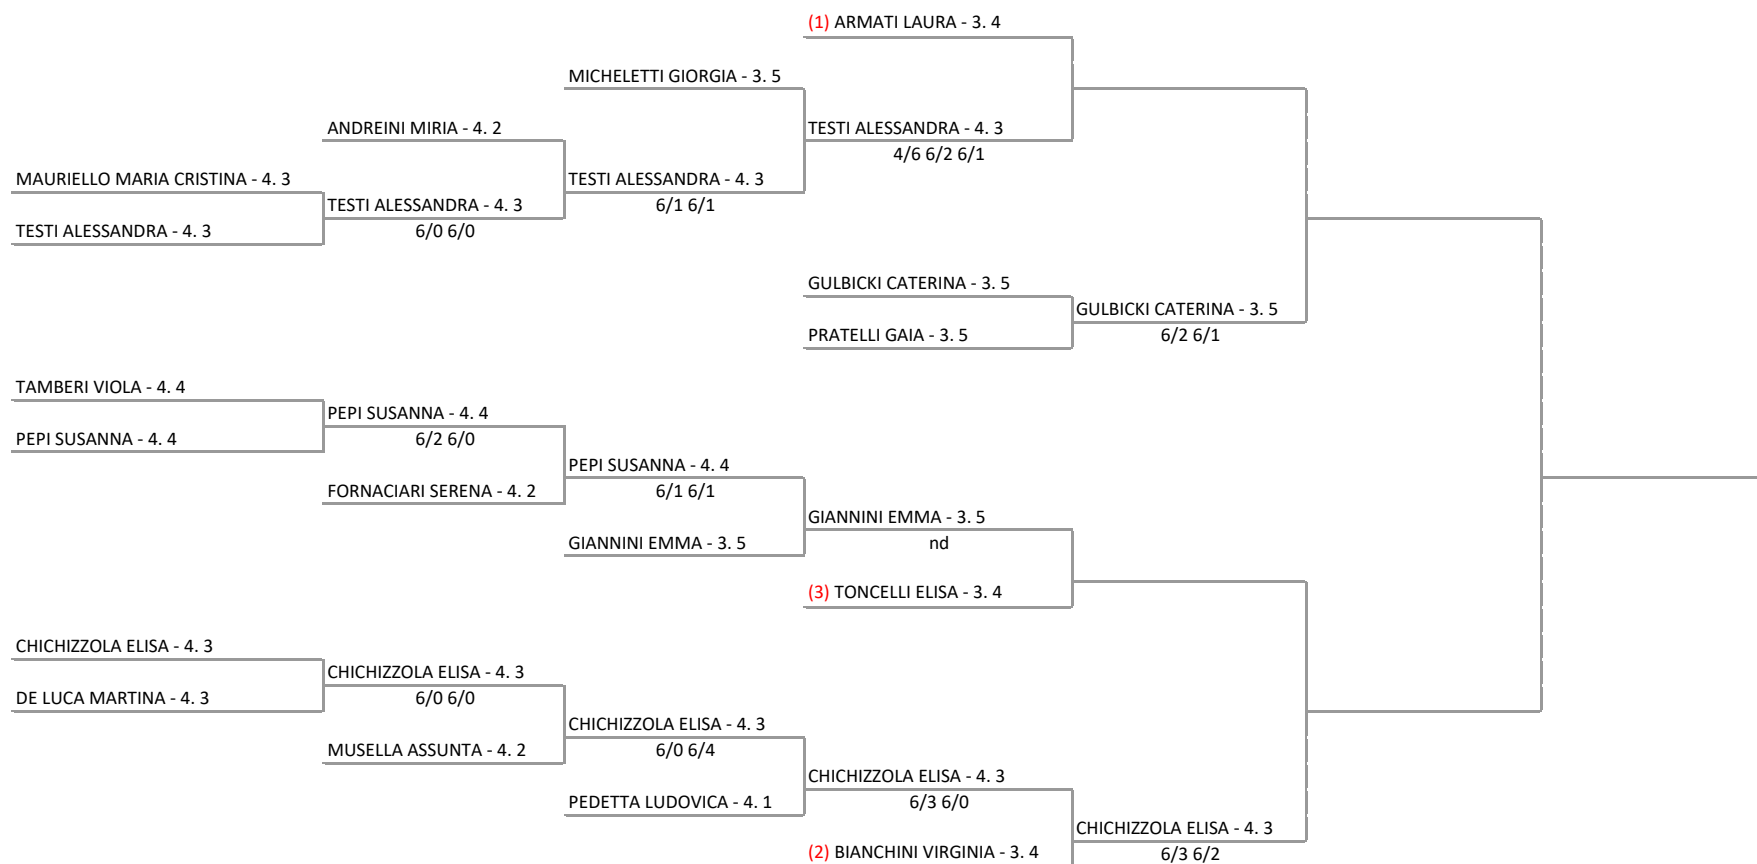 (1) ARMATI LAURA - 3. 4
MICHELETTI GIORGIA - 3. 5
ANDREINI MIRIA - 4. 2
TESTI ALESSANDRA - 4. 3
4/6 6/2 6/1
MAURIELLO MARIA CRISTINA - 4. 3
TESTI ALESSANDRA - 4. 3
6/1 6/1
TESTI ALESSANDRA - 4. 3
6/0 6/0
TESTI ALESSANDRA - 4. 3
GULBICKI CATERINA - 3. 5
GULBICKI CATERINA - 3. 5
6/2 6/1
PRATELLI GAIA - 3. 5
TAMBERI VIOLA - 4. 4
PEPI SUSANNA - 4. 4
6/2 6/0
PEPI SUSANNA - 4. 4
PEPI SUSANNA - 4. 4
6/1 6/1
FORNACIARI SERENA - 4. 2
GIANNINI EMMA - 3. 5
nd
GIANNINI EMMA - 3. 5
(3) TONCELLI ELISA - 3. 4
CHICHIZZOLA ELISA - 4. 3
CHICHIZZOLA ELISA - 4. 3
6/0 6/0
DE LUCA MARTINA - 4. 3
CHICHIZZOLA ELISA - 4. 3
6/0 6/4
MUSELLA ASSUNTA - 4. 2
CHICHIZZOLA ELISA - 4. 3
6/3 6/0
PEDETTA LUDOVICA - 4. 1
CHICHIZZOLA ELISA - 4. 3
6/3 6/2
(2) BIANCHINI VIRGINIA - 3. 4